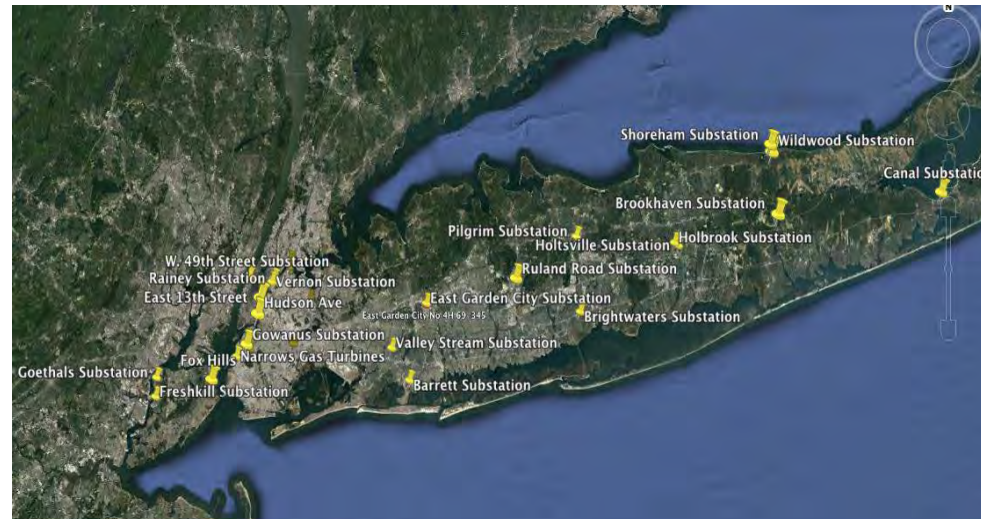 N
Shoreham Substation
Wildwood Substation
Canal Substatio
Brookhaven Substation
Pilgrim Substation
Holtsville Substation
Holbrook Substation
W. 49th Street Substation
Rainey Substation
Vernon Substation
Ruland Road Substation
East 13th Street
Hudson Ave
East Garden City Substation
East Garden City No 4H 69 345
Brightwaters Substation
Gowanus Substation
Valley Stream Substation
Fox Hills
Narrows Gas Turbines
Goethals Substation
Barrett Substation
Freshkill Substation